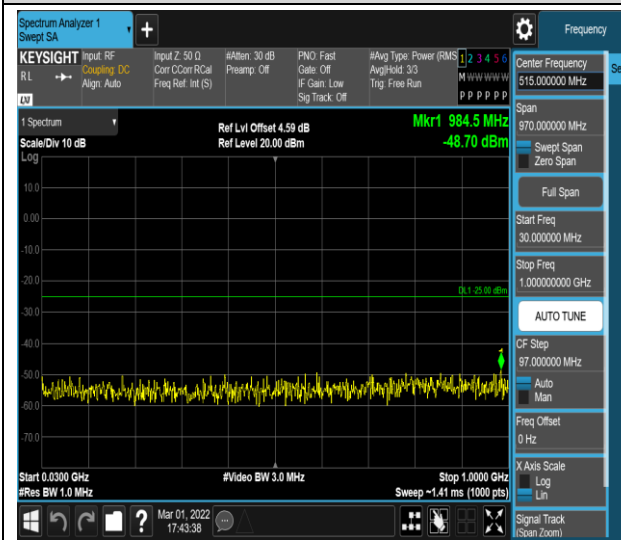 Spectrum Analyzer 1
Swept SA
+
Frequency
KEYSIGHT
RL
LXI
Input: RF
Coupling: DC
Align: Auto
Input Z: 50 Ω
Corr CCorr RCal
Freq Ref: Int (S)
#Atten: 30 dB
Preamp: Off
PNO: Fast
Gate: Off
IF Gain: Low
Sig Track: Off
#Avg Type: Power (RMS
Avg|Hold: 3/3
Trig: Free Run
1 2 3 4 5 6
M W W W W W
P P P P P P
1 Spectrum
Scale/Div 10 dB
Log
Ref Lvl Offset 4.59 dB
Ref Level 20.00 dBm
Mkr1 984.5 MHz
-48.70 dBm
10.0
0.00
-10.0
-20.0
DL1 -25.00 dBm
-30.0
-40.0
1
-50.0
-60.0
-70.0
Start 0.0300 GHz
#Res BW 1.0 MHz
#Video BW 3.0 MHz
Stop 1.0000 GHz
Sweep ~1.41 ms (1000 pts)
?
Mar 01, 2022
17:43:38
Center Frequency
515.000000 MHz
Se
Span
970.000000 MHz
Swept Span
Zero Span
Full Span
Start Freq
30.000000 MHz
Stop Freq
1.000000000 GHz
AUTO TUNE
CF Step
97.000000 MHz
Auto
Man
Freq Offset
0 Hz
X Axis Scale
Log
Lin
Signal Track
(Span Zoom)